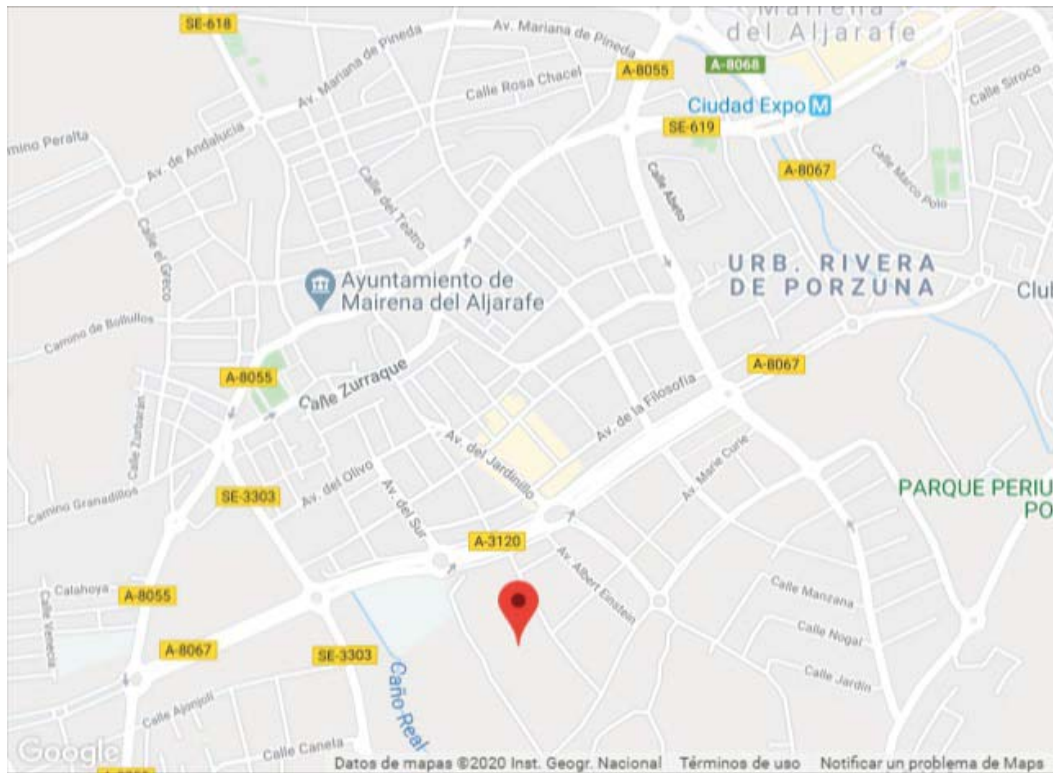 SE-618
Av. Mariana de Pineda
Mairena
del Aljarafe
A-8068
A-8055
Calle Rosa Chacel
Av. Mariana de Pineda
Calle Siroco
Ciudad Expo M
SE-619
mino Peralta
Av. de Andalucía
A-8067
Calle Marco Polo
Calle Abeto
Calle del Teatro
Calle el Greco
URB. RIVERA
DE PORZUNA
Club
Ayuntamiento de
Mairena del Aljarafe
Camino de Bollullos
A-8055
Calle Zurraque
A-8067
Av. de la Filosofía
Calle Zurbarán
Av. del Jardinillo
Av. Marie Curie
Av. del Olivo
Camino Granadillos
SE-3303
PARQUE PERIU
PO
Av. del Sur
A-3120
Av. Albert Einstein
Calahoya
A-8055
Calle Venecia
Calle Manzana
Calle Nogal
A-8067
SE-3303
Calle Jardín
Caño Real
Calle Ajonjolí
Calle Canela
Google
Datos de mapas ©2020 Inst. Geogr. Nacional Términos de uso Notificar un problema de Maps